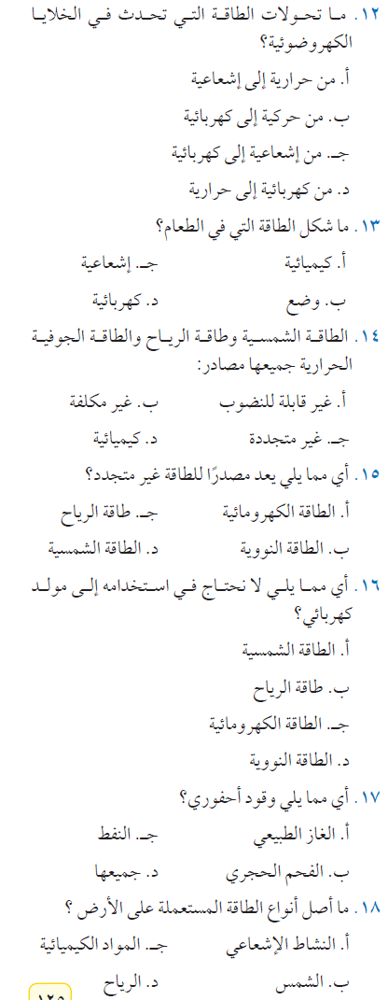 ١٢. ما تحولات الطاقة التي تحدث في الخلايا
الكهروضوئية؟
أ. من حرارية إلى إشعاعية
ب. من حركية إلى كهربائية
جـ. من إشعاعية إلى كهربائية
د. من كهربائية إلى حرارية
١٣. ما شكل الطاقة التي في الطعام؟
أ. كيميائية جـ. إشعاعية
ب. وضع د. كهربائية
١٤. الطاقة الشمسية وطاقة الرياح والطاقة الجوفية
الحرارية جميعها مصادر:
أ. غير قابلة للنضوب ب. غير مكلفة
جـ. غير متجددة د. كيميائية
١٥. أي مما يلي يعد مصدرًا للطاقة غير متجدد؟
أ. الطاقة الكهرومائية جـ. طاقة الرياح
ب. الطاقة النووية د. الطاقة الشمسية
١٦. أي مما يلي لا نحتاج في استخدامه إلى مولد
كهربائي؟
أ. الطاقة الشمسية
ب. طاقة الرياح
جـ. الطاقة الكهرومائية
د. الطاقة النووية
١٧. أي مما يلي وقود أحفوري؟
أ. الغاز الطبيعي جـ. النفط
ب. الفحم الحجري د. جميعها
١٨. ما أصل أنواع الطاقة المستعملة على الأرض ؟
أ. النشاط الإشعاعي جـ. المواد الكيميائية
ب. الشمس د. الرياح